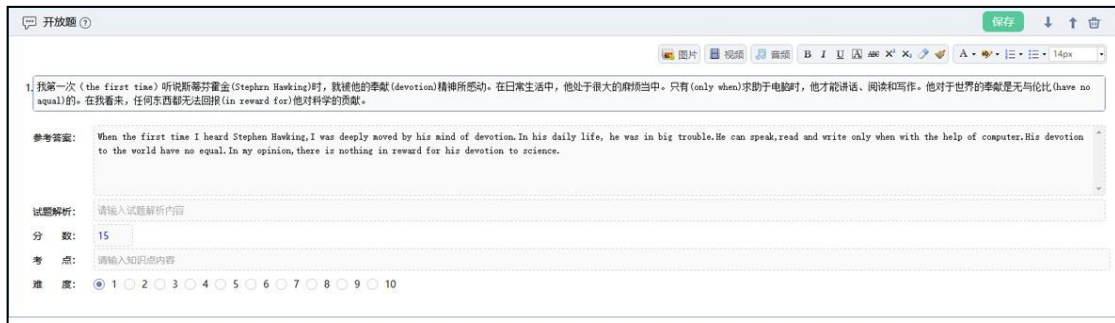 开放题
保存
图片 视频 音频 B I U A ABC X² X₂ A 14px
1. 我第一次(the first time)听说斯蒂芬霍金(Stephrn Hawking)时，就被他的奉献(devotion)精神所感动。在日常生活中，他处于很大的麻烦当中。只有(only when)求助于电脑时，他才能讲话、阅读和写作。他对于世界的奉献是无与伦比(have no
aqual)的。在我看来，任何东西都无法回报(in reward for)他对科学的贡献。
参考答案： When the first time I heard Stephen Hawking,I was deeply moved by his mind of devotion.In his daily life, he was in big trouble.He can speak,read and write only when with the help of computer.His devotion
to the world have no equal.In my opinion,there is nothing in reward for his devotion to science.
试题解析： 请输入试题解析内容
分 数： 15
考 点： 请输入知识点内容
难 度： 1 2 3 4 5 6 7 8 9 10